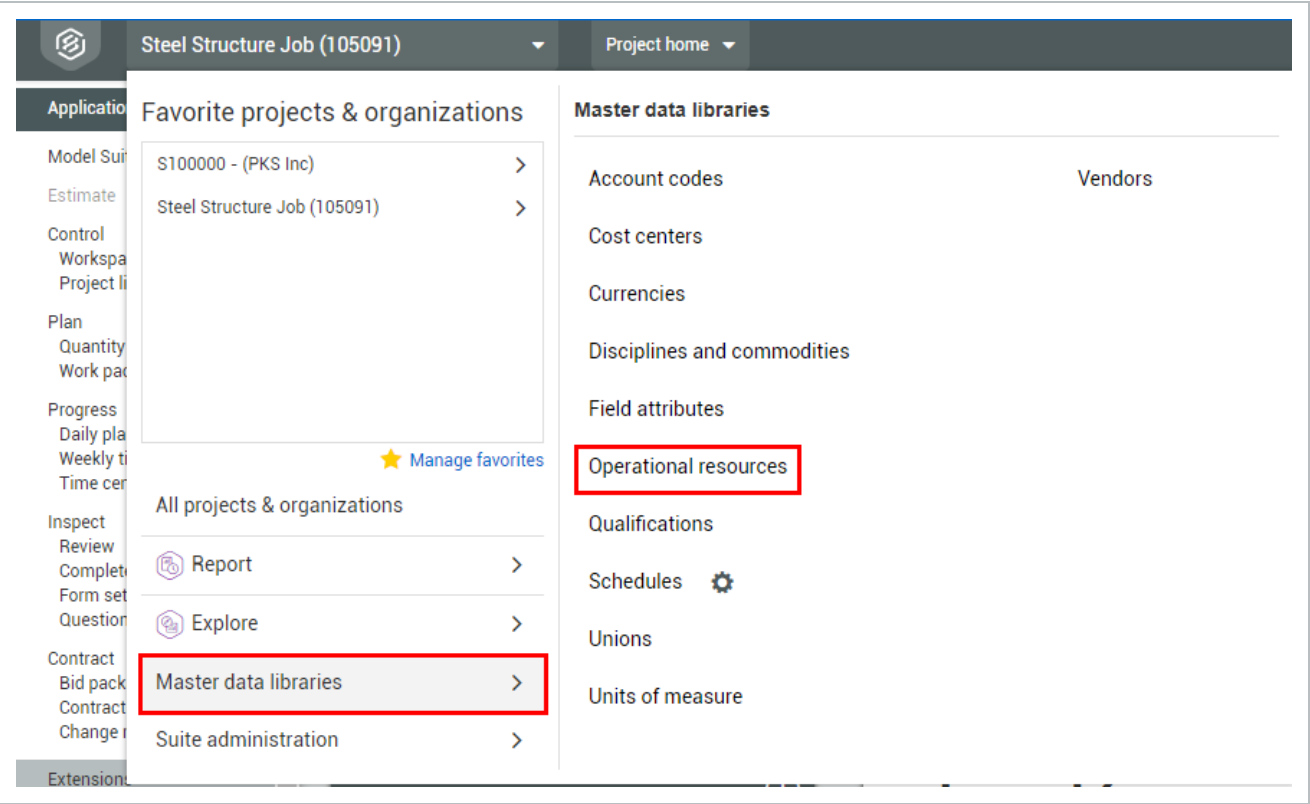 Steel Structure Job (105091)
Project home
Applicatio
Model Sui
Estimate
Control
Workspa
Project li
Plan
Quantity
Work pac
Progress
Daily pla
Weekly ti
Time cer
Inspect
Review
Complet
Form set
Question
Contract
Bid pack
Contract
Change r
Extensions
Favorite projects & organizations
S100000 - (PKS Inc)
Steel Structure Job (105091)
Manage favorites
All projects & organizations
Report
Explore
Master data libraries
Suite administration
Master data libraries
Account codes
Vendors
Cost centers
Currencies
Disciplines and commodities
Field attributes
Operational resources
Qualifications
Schedules
Unions
Units of measure